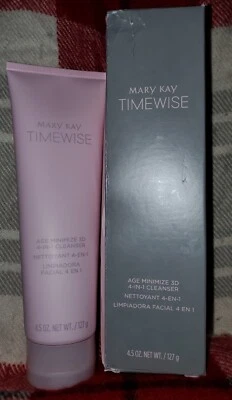 MARY KAY
TIMEWISE
AGE MINIMIZE 3D
4-IN-1 CLEANSER
NETTOYANT 4-EN-1
LIMPIADORA
FACIAL 4 EN 1
4.5 OZ. NET WT. / 127 g
MARY KAY
TIMEWISE
AGE MINIMIZE 3D
4-IN-1 CLEANSER
NETTOYANT 4-EN-1
LIMPIADORA FACIAL 4 EN 1
4.5 OZ. NET WT. / 127 g